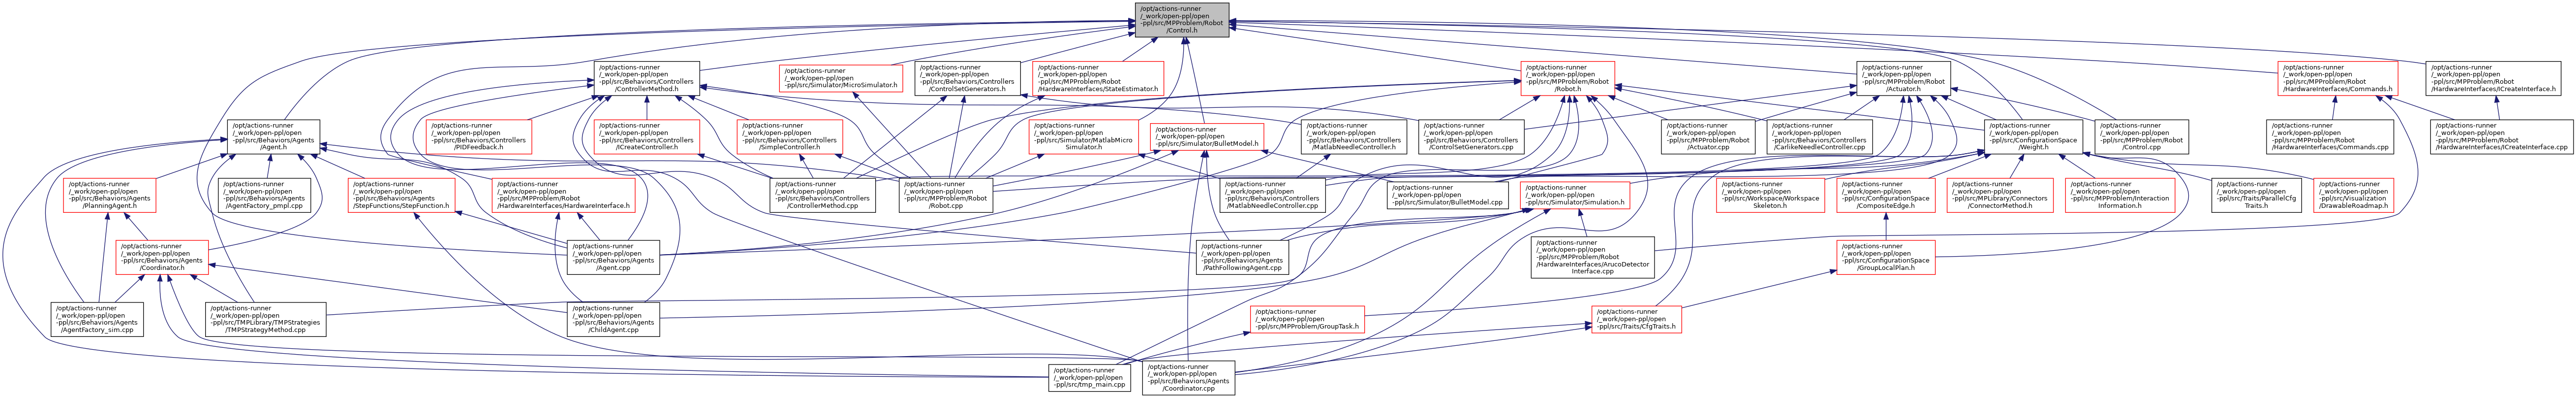 /opt/actions-runner
/_work/open-ppl/open
-ppl/src/MPProblem/Robot
/Control.h
/opt/actions-runner
/_work/open-ppl/open
-ppl/src/Behaviors/Controllers
/ControllerMethod.h
/opt/actions-runner
/_work/open-ppl/open
-ppl/src/Simulator/MicroSimulator.h
/opt/actions-runner
/_work/open-ppl/open
-ppl/src/Behaviors/Controllers
/ControlSetGenerators.h
/opt/actions-runner
/_work/open-ppl/open
-ppl/src/MPProblem/Robot
/HardwareInterfaces/StateEstimator.h
/opt/actions-runner
/_work/open-ppl/open
-ppl/src/MPProblem/Robot
/Robot.h
/opt/actions-runner
/_work/open-ppl/open
-ppl/src/MPProblem/Robot
/Actuator.h
/opt/actions-runner
/_work/open-ppl/open
-ppl/src/MPProblem/Robot
/HardwareInterfaces/Commands.h
/opt/actions-runner
/_work/open-ppl/open
-ppl/src/MPProblem/Robot
/HardwareInterfaces/ICreateInterface.h
/opt/actions-runner
/_work/open-ppl/open
-ppl/src/Behaviors/Agents
/Agent.h
/opt/actions-runner
/_work/open-ppl/open
-ppl/src/Behaviors/Controllers
/PIDFeedback.h
/opt/actions-runner
/_work/open-ppl/open
-ppl/src/Behaviors/Controllers
/ICreateController.h
/opt/actions-runner
/_work/open-ppl/open
-ppl/src/Behaviors/Controllers
/SimpleController.h
/opt/actions-runner
/_work/open-ppl/open
-ppl/src/Simulator/MatlabMicro
Simulator.h
/opt/actions-runner
/_work/open-ppl/open
-ppl/src/Simulator/BulletModel.h
/opt/actions-runner
/_work/open-ppl/open
-ppl/src/Behaviors/Controllers
/MatlabNeedleController.h
/opt/actions-runner
/_work/open-ppl/open
-ppl/src/Behaviors/Controllers
/ControlSetGenerators.cpp
/opt/actions-runner
/_work/open-ppl/open
-ppl/src/MPProblem/Robot
/Actuator.cpp
/opt/actions-runner
/_work/open-ppl/open
-ppl/src/Behaviors/Controllers
/CarlikeNeedleController.cpp
/opt/actions-runner
/_work/open-ppl/open
-ppl/src/ConfigurationSpace
/Weight.h
/opt/actions-runner
/_work/open-ppl/open
-ppl/src/MPProblem/Robot
/Control.cpp
/opt/actions-runner
/_work/open-ppl/open
-ppl/src/MPProblem/Robot
/HardwareInterfaces/Commands.cpp
/opt/actions-runner
/_work/open-ppl/open
-ppl/src/MPProblem/Robot
/HardwareInterfaces/ICreateInterface.cpp
/opt/actions-runner
/_work/open-ppl/open
-ppl/src/Behaviors/Agents
/PlanningAgent.h
/opt/actions-runner
/_work/open-ppl/open
-ppl/src/Behaviors/Agents
/AgentFactory_pmpl.cpp
/opt/actions-runner
/_work/open-ppl/open
-ppl/src/Behaviors/Agents
/StepFunctions/StepFunction.h
/opt/actions-runner
/_work/open-ppl/open
-ppl/src/MPProblem/Robot
/HardwareInterfaces/HardwareInterface.h
/opt/actions-runner
/_work/open-ppl/open
-ppl/src/Behaviors/Controllers
/ControllerMethod.cpp
/opt/actions-runner
/_work/open-ppl/open
-ppl/src/MPProblem/Robot
/Robot.cpp
/opt/actions-runner
/_work/open-ppl/open
-ppl/src/Behaviors/Controllers
/MatlabNeedleController.cpp
/opt/actions-runner
/_work/open-ppl/open
-ppl/src/Simulator/BulletModel.cpp
/opt/actions-runner
/_work/open-ppl/open
-ppl/src/Simulator/Simulation.h
/opt/actions-runner
/_work/open-ppl/open
-ppl/src/Workspace/Workspace
Skeleton.h
/opt/actions-runner
/_work/open-ppl/open
-ppl/src/ConfigurationSpace
/CompositeEdge.h
/opt/actions-runner
/_work/open-ppl/open
-ppl/src/MPLibrary/Connectors
/ConnectorMethod.h
/opt/actions-runner
/_work/open-ppl/open
-ppl/src/MPProblem/Interaction
Information.h
/opt/actions-runner
/_work/open-ppl/open
-ppl/src/Traits/ParallelCfg
Traits.h
/opt/actions-runner
/_work/open-ppl/open
-ppl/src/Visualization
/DrawableRoadmap.h
/opt/actions-runner
/_work/open-ppl/open
-ppl/src/Behaviors/Agents
/Coordinator.h
/opt/actions-runner
/_work/open-ppl/open
-ppl/src/Behaviors/Agents
/Agent.cpp
/opt/actions-runner
/_work/open-ppl/open
-ppl/src/Behaviors/Agents
/PathFollowingAgent.cpp
/opt/actions-runner
/_work/open-ppl/open
-ppl/src/MPProblem/Robot
/HardwareInterfaces/ArucoDetector
Interface.cpp
/opt/actions-runner
/_work/open-ppl/open
-ppl/src/ConfigurationSpace
/GroupLocalPlan.h
/opt/actions-runner
/_work/open-ppl/open
-ppl/src/Behaviors/Agents
/AgentFactory_sim.cpp
/opt/actions-runner
/_work/open-ppl/open
-ppl/src/TMPLibrary/TMPStrategies
/TMPStrategyMethod.cpp
/opt/actions-runner
/_work/open-ppl/open
-ppl/src/Behaviors/Agents
/ChildAgent.cpp
/opt/actions-runner
/_work/open-ppl/open
-ppl/src/MPProblem/GroupTask.h
/opt/actions-runner
/_work/open-ppl/open
-ppl/src/Traits/CfgTraits.h
/opt/actions-runner
/_work/open-ppl/open
-ppl/src/tmp_main.cpp
/opt/actions-runner
/_work/open-ppl/open
-ppl/src/Behaviors/Agents
/Coordinator.cpp